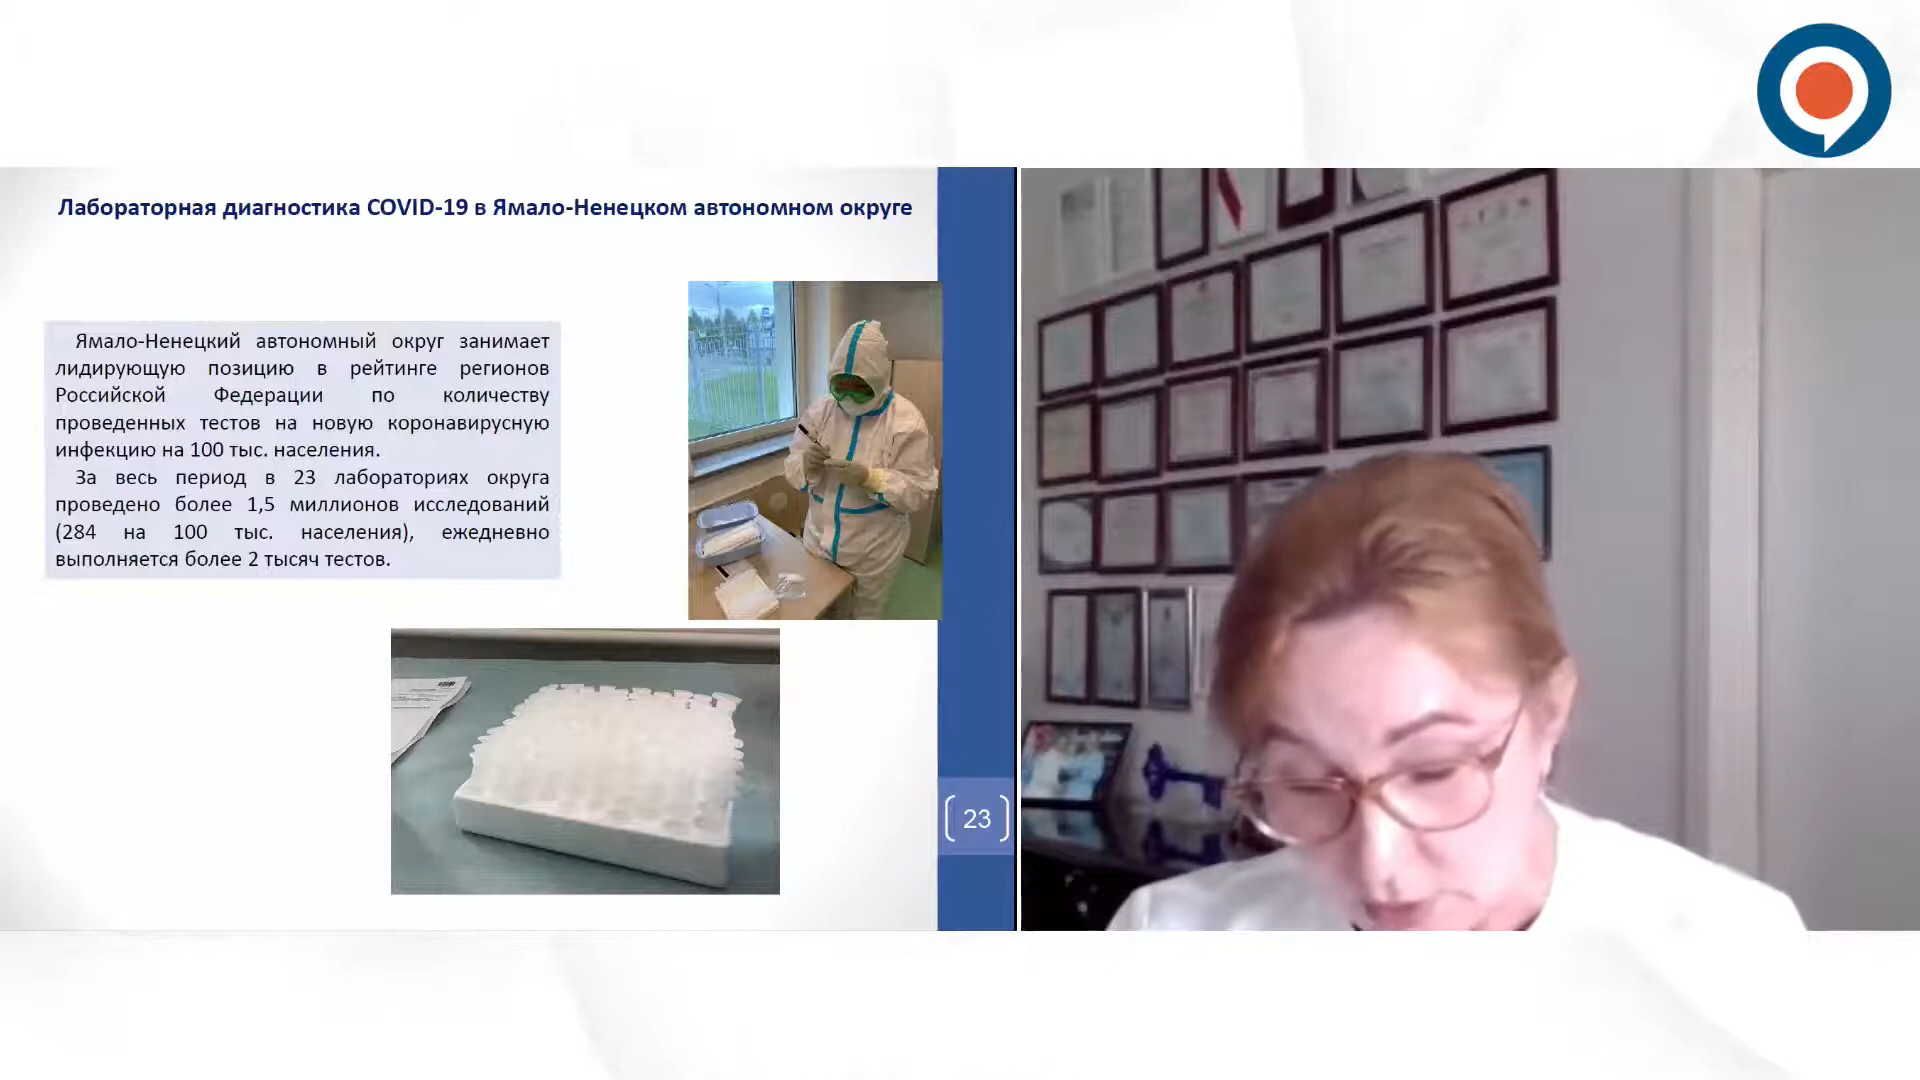 Лабораторная диагностика COVID-19 в Ямало-Ненецком автономном округе
Ямало-Ненецкий автономный округ занимает
лидирующую позицию в рейтинге регионов
Российской Федерации по количеству
проведенных тестов на новую коронавирусную
инфекцию на 100 тыс. населения.
За весь период в 23 лабораториях округа
проведено более 1,5 миллионов исследований
(284 на 100 тыс. населения), ежедневно
выполняется более 2 тысяч тестов.
23